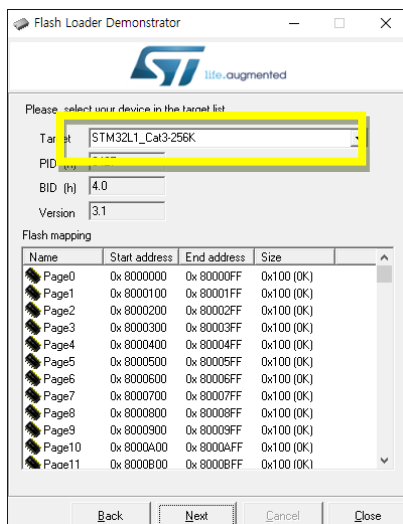 Flash Loader Demonstrator
ST life.augmented
Please, select your device in the target list
Target STM32L1_Cat3-256K
PID (h)
BID (h) 4.0
Version 3.1
Flash mapping
Name Start address End address Size
Page0 0x 8000000 0x 80000FF 0x100 (0K)
Page1 0x 8000100 0x 80001FF 0x100 (0K)
Page2 0x 8000200 0x 80002FF 0x100 (0K)
Page3 0x 8000300 0x 80003FF 0x100 (0K)
Page4 0x 8000400 0x 80004FF 0x100 (0K)
Page5 0x 8000500 0x 80005FF 0x100 (0K)
Page6 0x 8000600 0x 80006FF 0x100 (0K)
Page7 0x 8000700 0x 80007FF 0x100 (0K)
Page8 0x 8000800 0x 80008FF 0x100 (0K)
Page9 0x 8000900 0x 80009FF 0x100 (0K)
Page10 0x 8000A00 0x 8000AFF 0x100 (0K)
Page11 0x 8000B00 0x 8000BFF 0x100 (0K)
Back Next Cancel Close